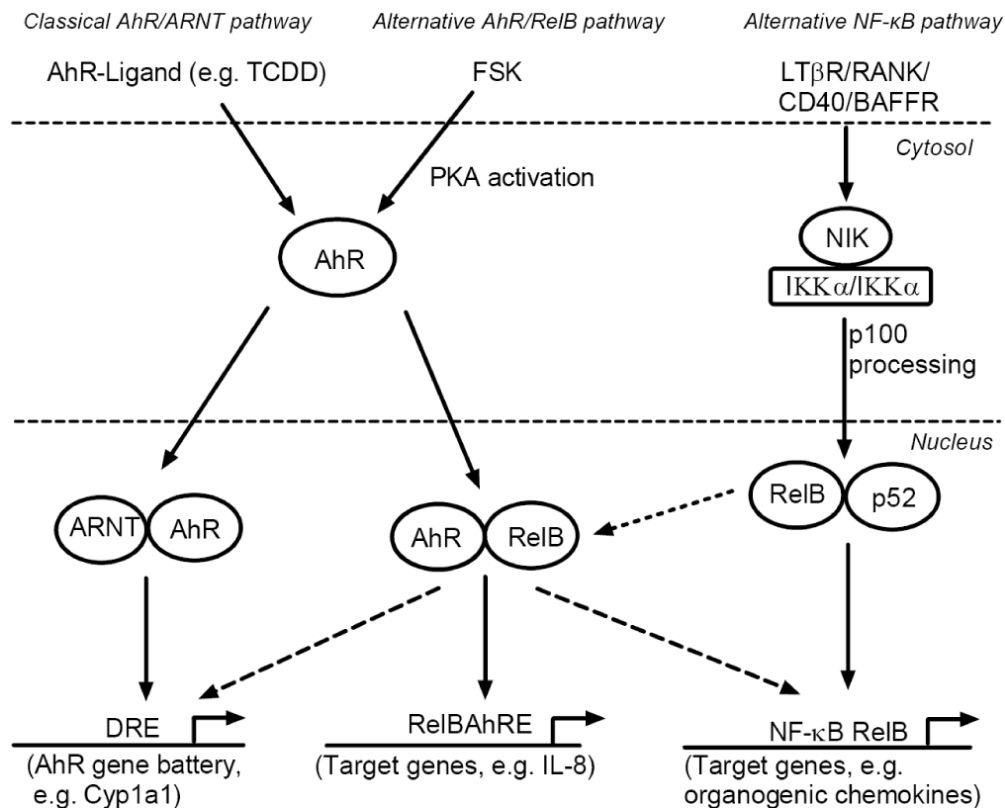 Classical AhR/ARNT pathway
Alternative AhR/RelB pathway
Alternative NF-κB pathway
AhR-Ligand (e.g. TCDD)
FSK
LTβR/RANK/
CD40/BAFFR
Cytosol
PKA activation
AhR
NIK
IKKα/IKKα
p100
processing
Nucleus
ARNT
AhR
AhR
RelB
RelB
p52
DRE
RelBAhRE
NF-κB RelB
(AhR gene battery,
e.g. Cyp1a1)
(Target genes, e.g. IL-8)
(Target genes, e.g.
organogenic chemokines)